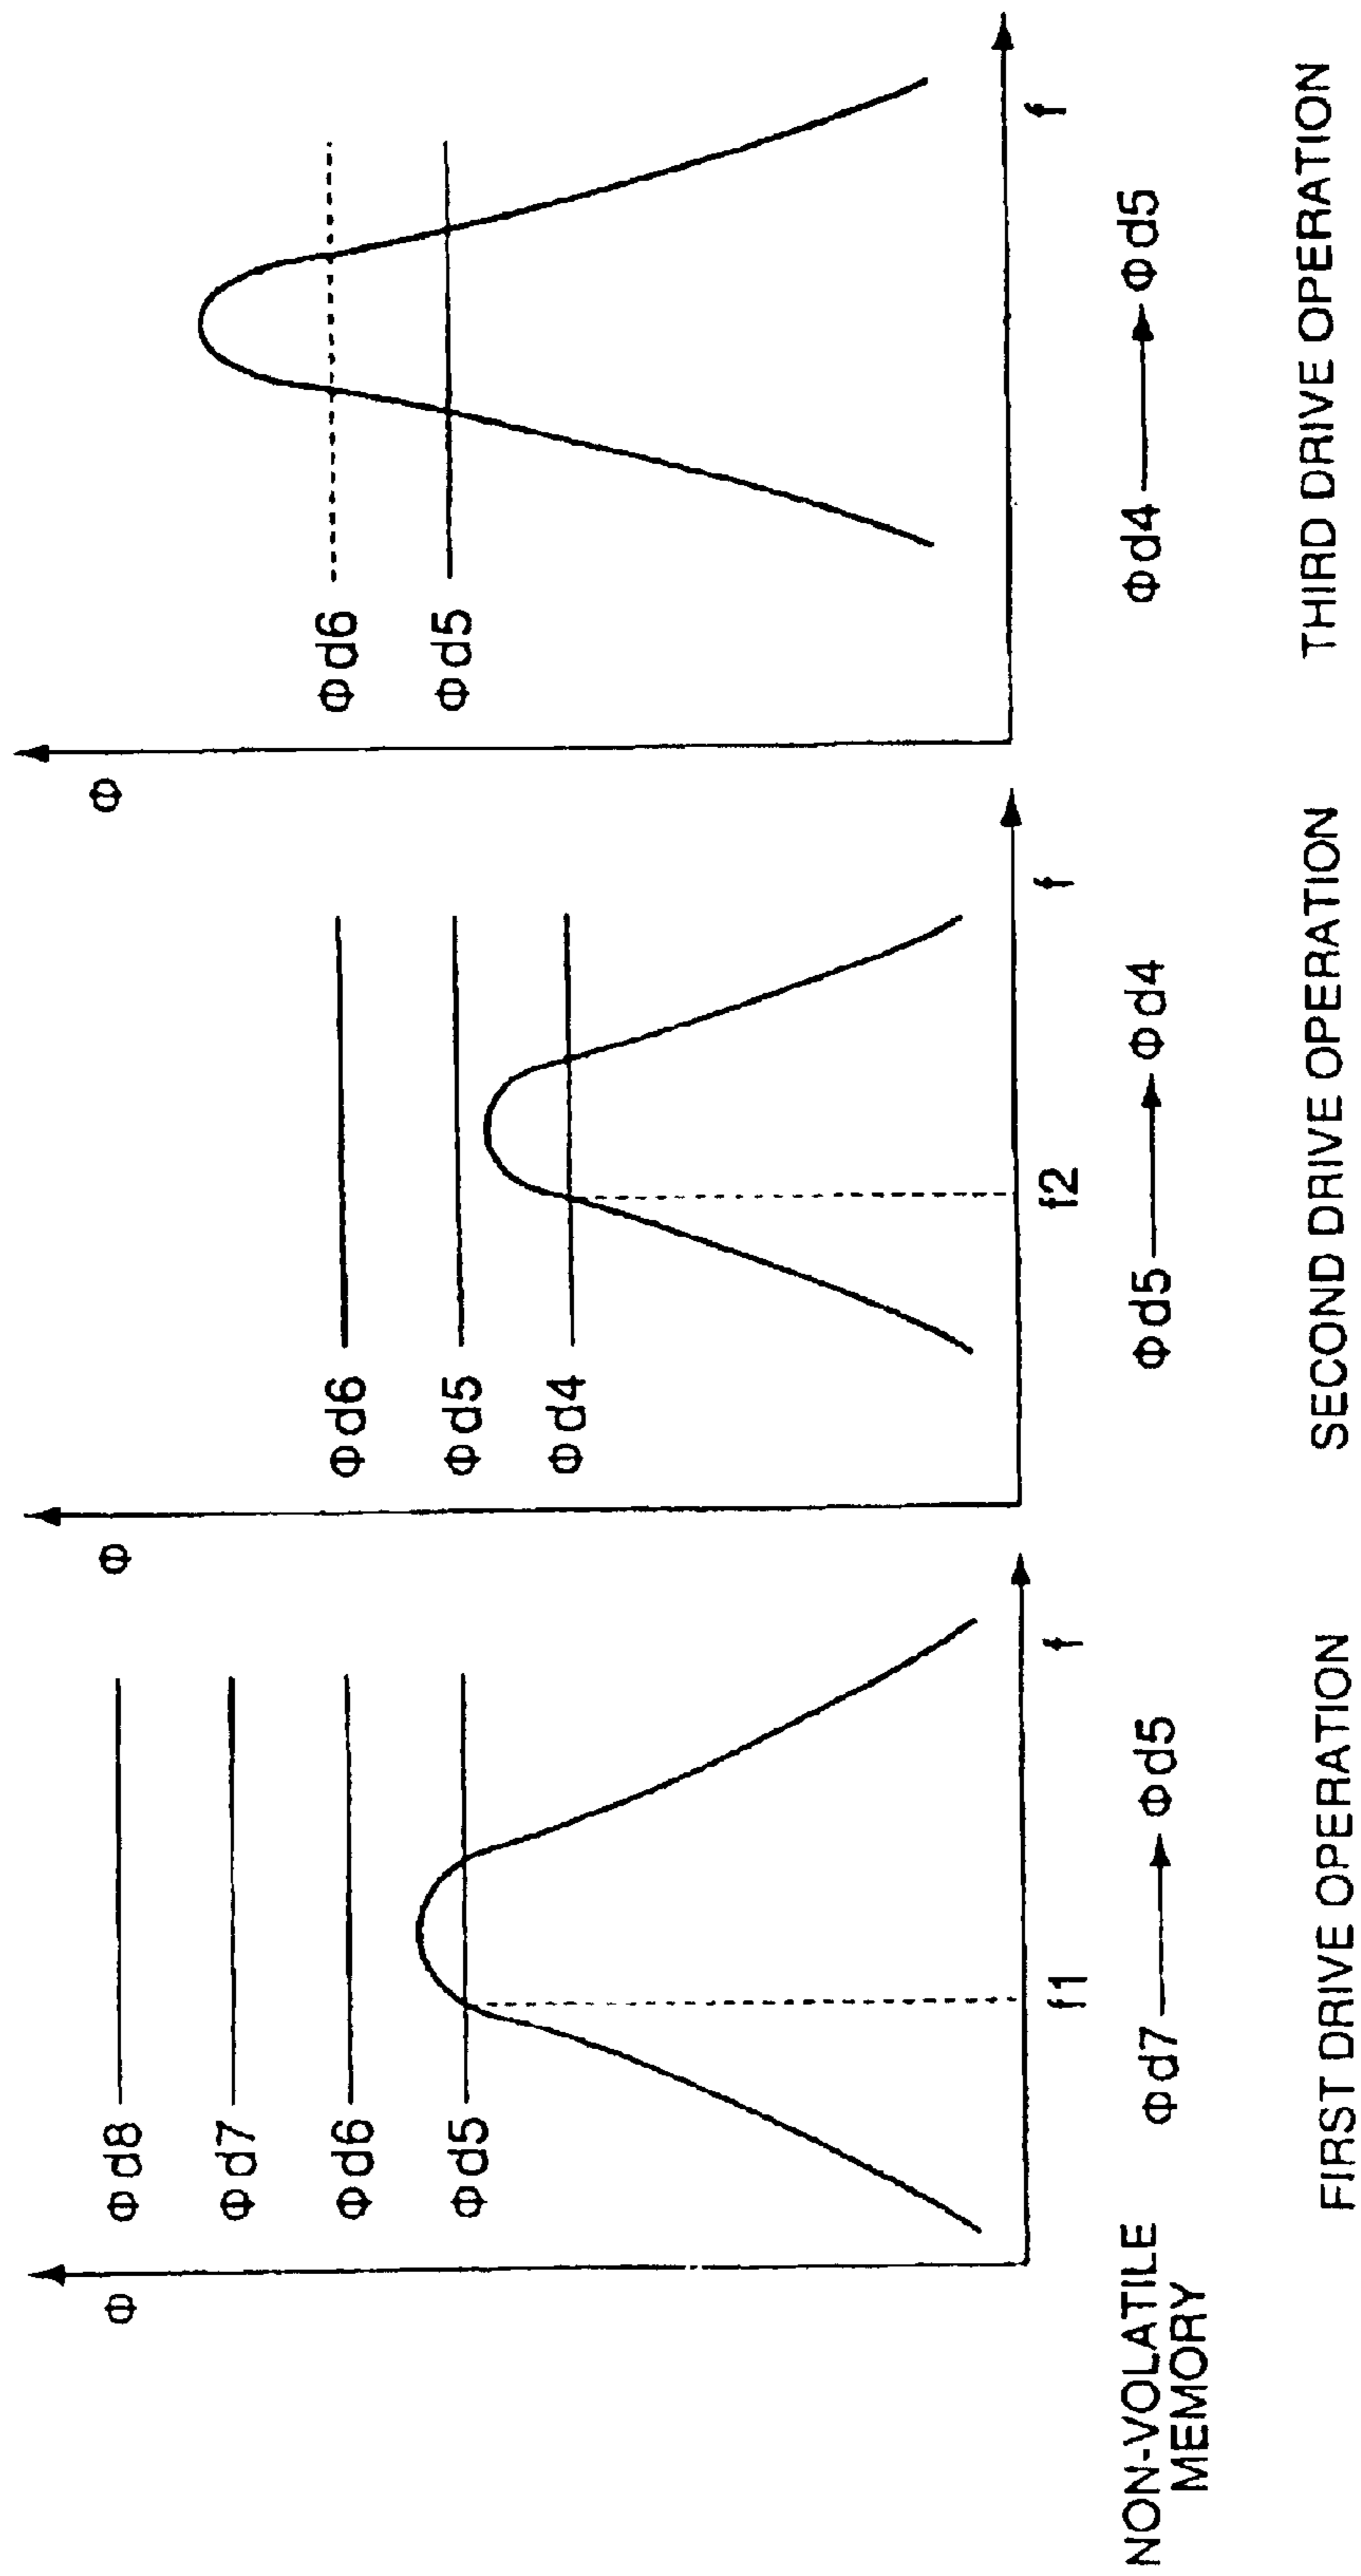 Φ
Φd8
Φd7
Φd6
Φd5
f1
f
Φ
Φd6
Φd5
Φd4
f2
f
Φ
Φd6
Φd5
f
NON-VOLATILE
MEMORY
Φd7 → Φd5
Φd5 → Φd4
Φd4 → Φd5
FIRST DRIVE OPERATION
SECOND DRIVE OPERATION
THIRD DRIVE OPERATION